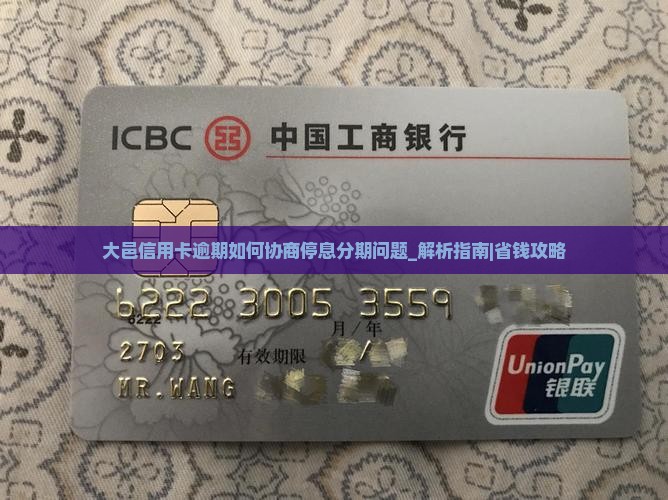 ICBC 中国工商银行
大邑信用卡逾期如何协商停息分期问题_解析指南|省钱攻略
6222 3005 3559
6222
月/年
2703 有效期限 /
MR.WANG
UnionPay
银联